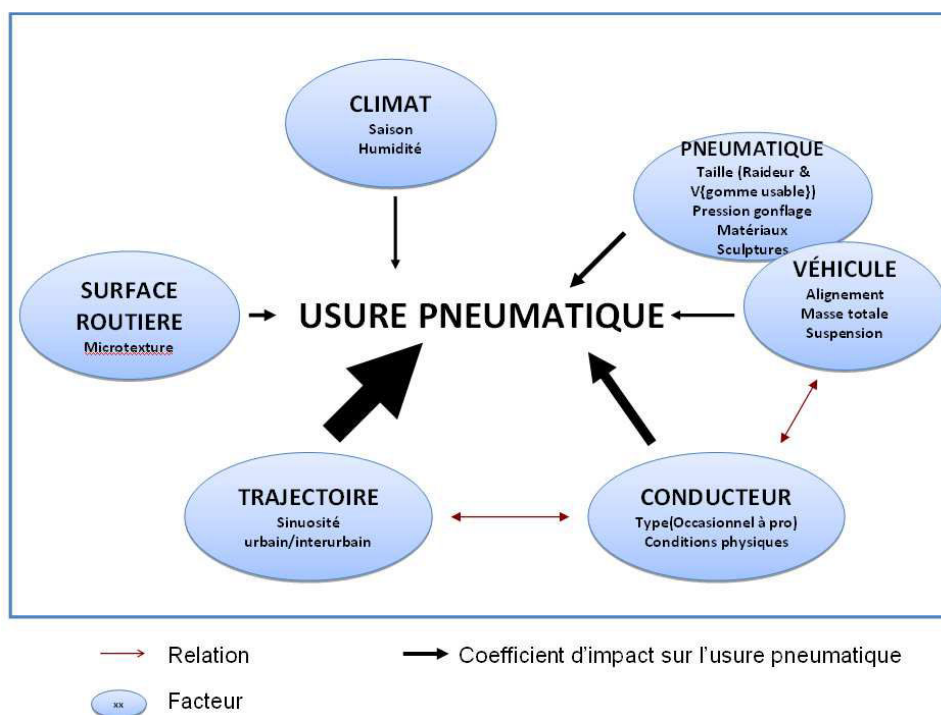 CLIMAT
Saison
Humidité
PNEUMATIQUE
Taille (Raideur &
V{gomme usable})
Pression gonflage
Matériaux
Sculptures
VÉHICULE
Alignement
Masse totale
Suspension
SURFACE
ROUTIERE
Microtexture
USURE PNEUMATIQUE
TRAJECTOIRE
Sinuosité
urbain/interurbain
CONDUCTEUR
Type(Occasionnel à pro)
Conditions physiques
Relation
Coefficient d'impact sur l'usure pneumatique
xx
Facteur